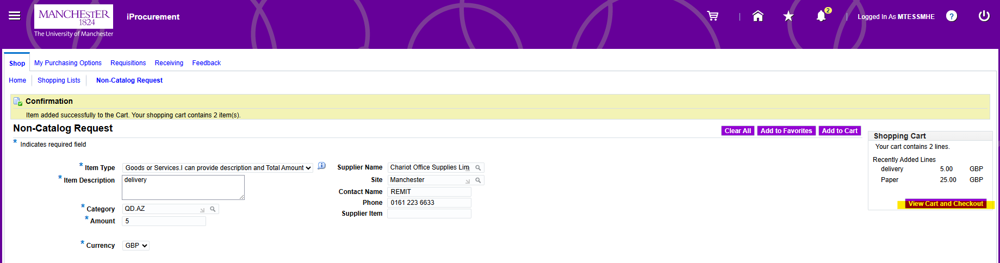 MANCHESTER
1824
The University of Manchester
iProcurement
2
Logged In As MTESSMHE
?
Shop
My Purchasing Options
Requisitions
Receiving
Feedback
Home
Shopping Lists
Non-Catalog Request
Confirmation
Item added successfully to the Cart. Your shopping cart contains 2 item(s).
Non-Catalog Request
Clear All
Add to Favorites
Add to Cart
* Indicates required field
* Item Type
Goods or Services.I can provide description and Total Amount
* Item Description
delivery
* Category
QD.AZ
* Amount
5
* Currency
GBP
Supplier Name
Chariot Office Supplies Lim
Site
Manchester
Contact Name
REMIT
Phone
0161 223 6633
Supplier Item
Shopping Cart
Your cart contains 2 lines.
Recently Added Lines
delivery 5.00 GBP
Paper 25.00 GBP
View Cart and Checkout